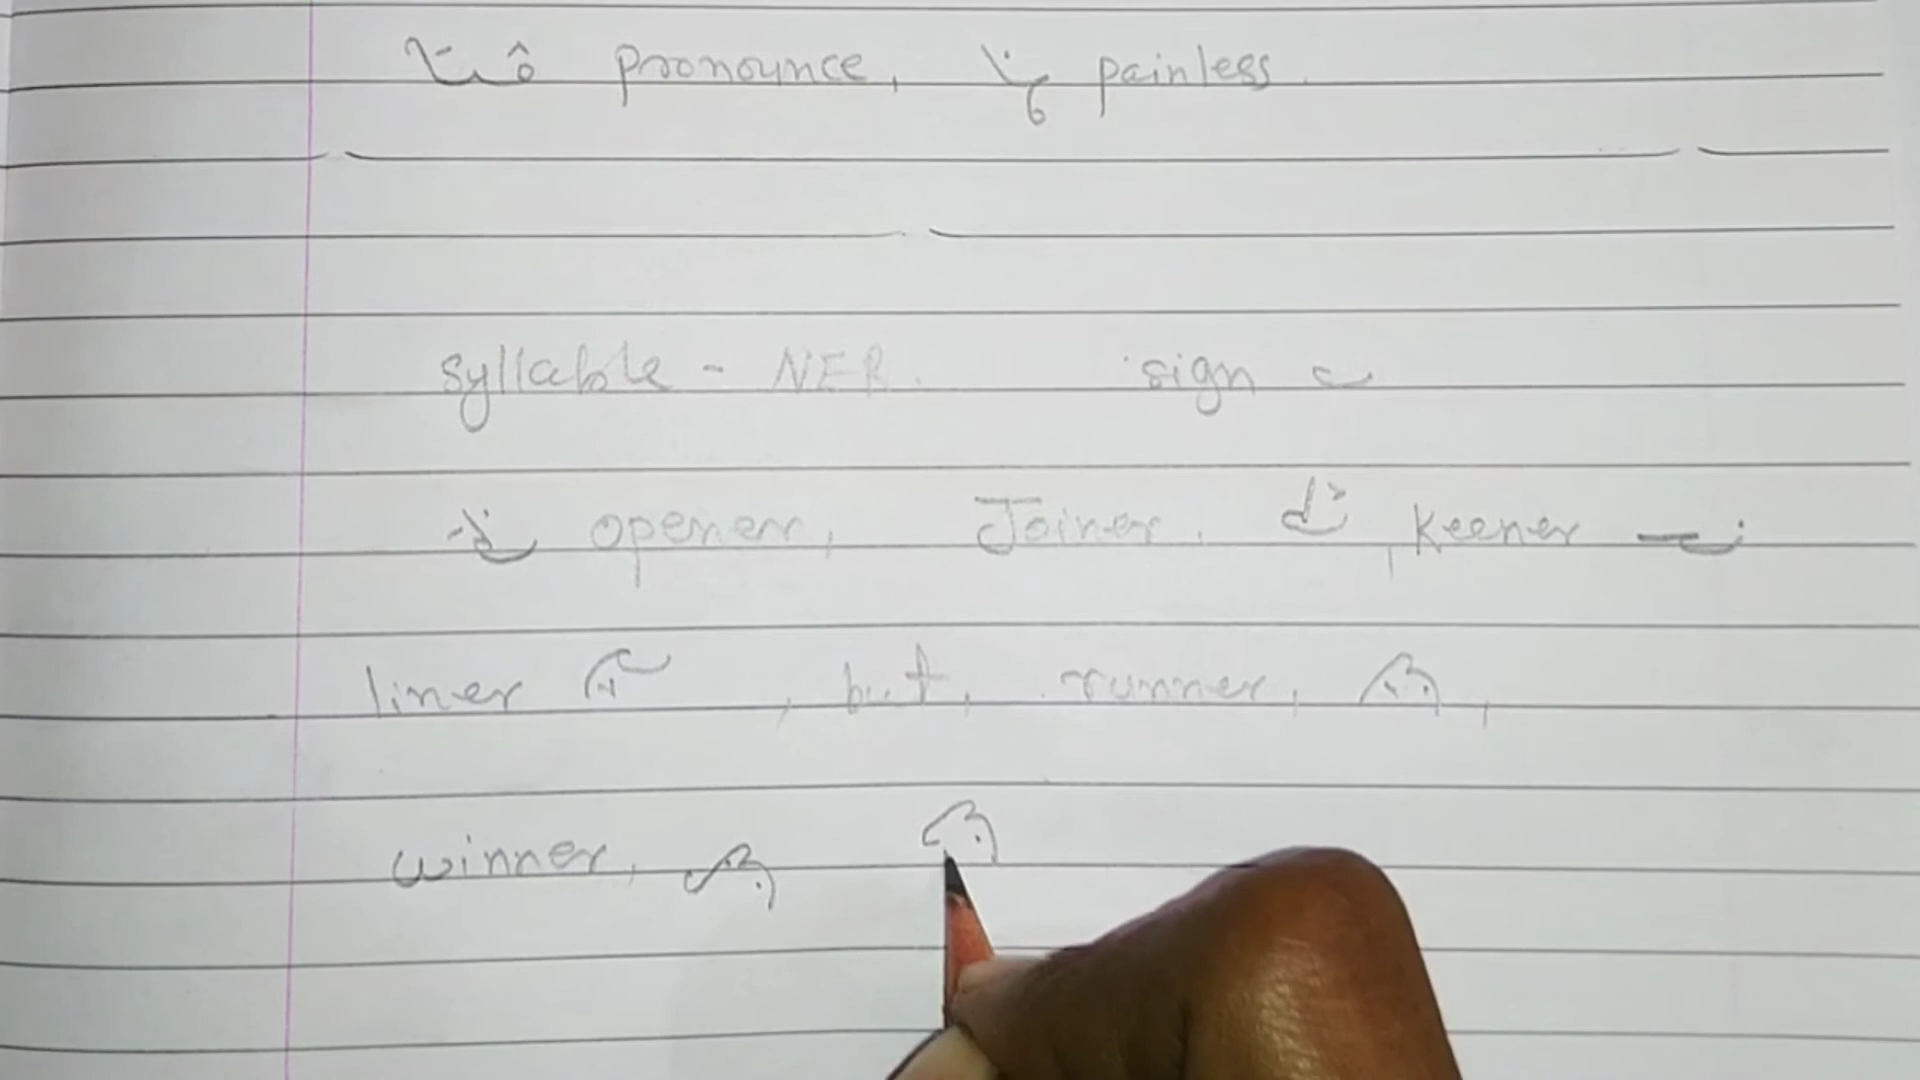 pronounce, painless.
syllable - NER. sign
opener, Joiner, keener
liner, but, runner,
winner,